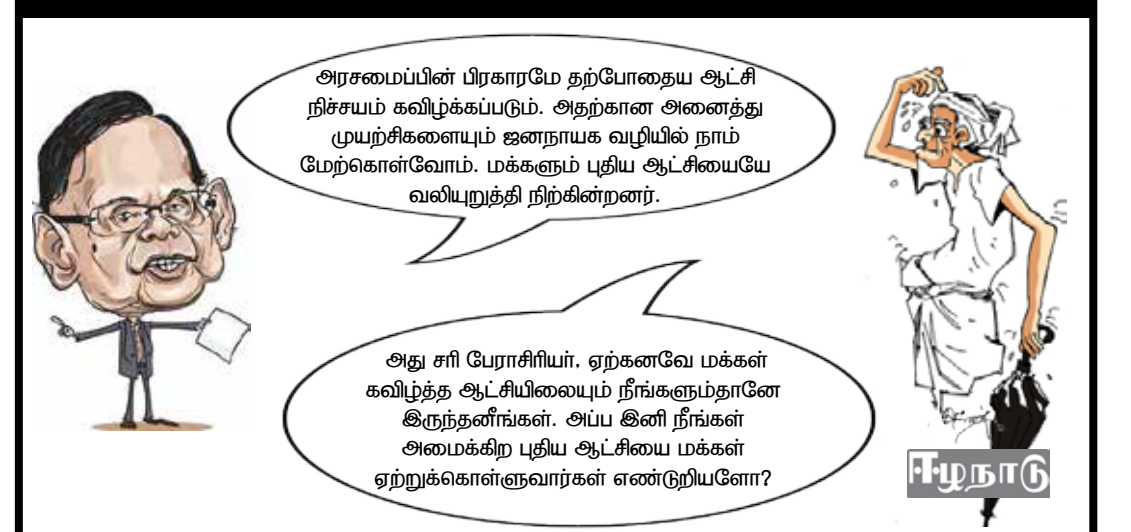 அரசமைப்பின் பிரகாரமே தற்போதைய ஆட்சி
நிச்சயம் கவிழ்க்கப்படும். அதற்கான அனைத்து
முயற்சிகளையும் ஜனநாயக வழியில் நாம்
மேற்கொள்வோம். மக்களும் புதிய ஆட்சியையே
வலியுறுத்தி நிற்கின்றனர்.
அது சரி பேராசிரியர், ஏற்கனவே மக்கள்
கவிழ்த்த ஆட்சியிலையும் நீங்களும்தானே
இருந்தனீங்கள். அப்ப இனி நீங்கள்
அமைக்கிற புதிய ஆட்சியை மக்கள்
ஏற்றுக்கொள்ளுவார்கள் எண்டுறியளோ?
ஈழநாடு